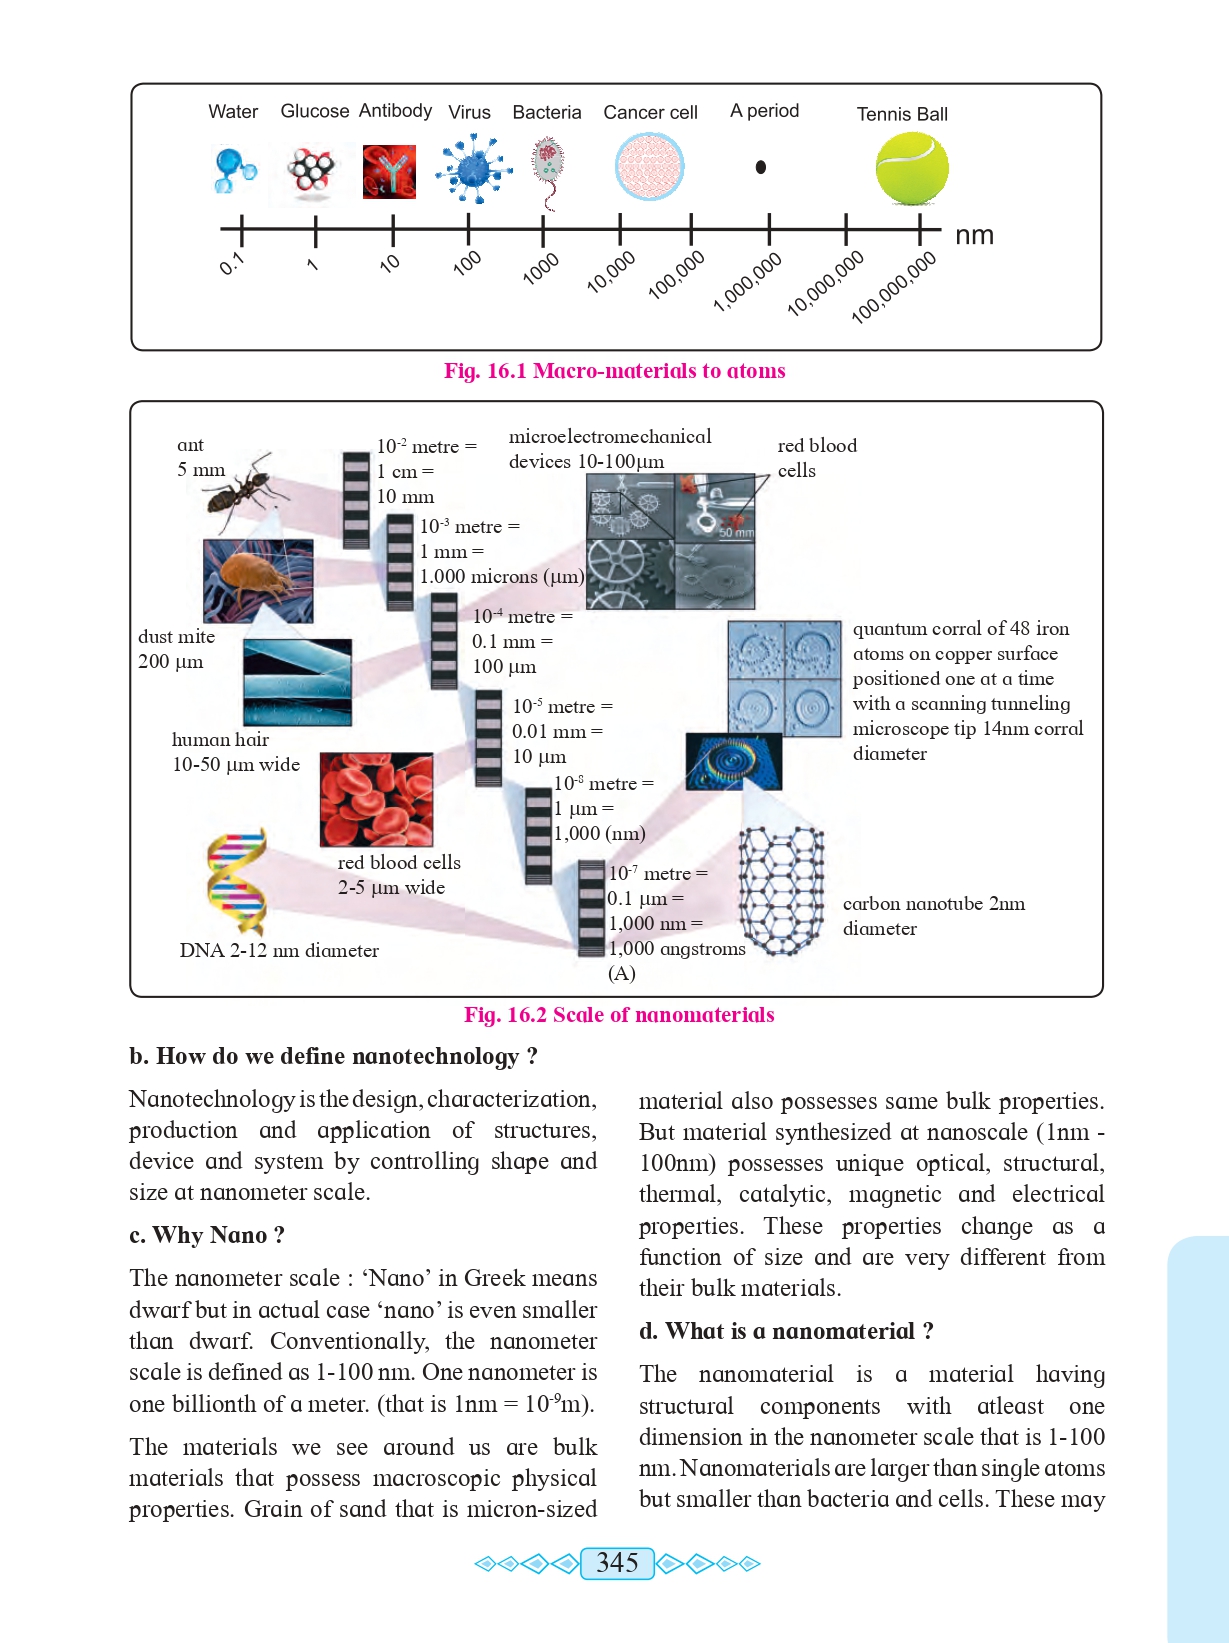 Water Glucose Antibody Virus Bacteria Cancer cell A period Tennis Ball
nm
0.1 1 10 100 1000 10,000 100,000 1,000,000 10,000,000 100,000,000
Fig. 16.1 Macro-materials to atoms
ant
5 mm
10-2 metre =
1 cm =
10 mm
microelectromechanical
devices 10-100µm
red blood
cells
50 mm
10-3 metre =
1 mm =
1.000 microns (µm)
dust mite
200 µm
10-4 metre =
0.1 mm =
100 µm
quantum corral of 48 iron
atoms on copper surface
positioned one at a time
with a scanning tunneling
microscope tip 14nm corral
diameter
human hair
10-50 µm wide
10-5 metre =
0.01 mm =
10 µm
10-8 metre =
1 µm =
1,000 (nm)
red blood cells
2-5 µm wide
10-7 metre =
0.1 µm =
1,000 nm =
1,000 angstroms
(A)
carbon nanotube 2nm
diameter
DNA 2-12 nm diameter
Fig. 16.2 Scale of nanomaterials
b. How do we define nanotechnology ?
Nanotechnology is the design, characterization,
production and application of structures,
device and system by controlling shape and
size at nanometer scale.
c. Why Nano ?
The nanometer scale : ‘Nano’ in Greek means
dwarf but in actual case ‘nano’ is even smaller
than dwarf. Conventionally, the nanometer
scale is defined as 1-100 nm. One nanometer is
one billionth of a meter. (that is 1nm = 10-9m).
The materials we see around us are bulk
materials that possess macroscopic physical
properties. Grain of sand that is micron-sized
material also possesses same bulk properties.
But material synthesized at nanoscale (1nm -
100nm) possesses unique optical, structural,
thermal, catalytic, magnetic and electrical
properties. These properties change as a
function of size and are very different from
their bulk materials.
d. What is a nanomaterial ?
The nanomaterial is a material having
structural components with atleast one
dimension in the nanometer scale that is 1-100
nm. Nanomaterials are larger than single atoms
but smaller than bacteria and cells. These may
345